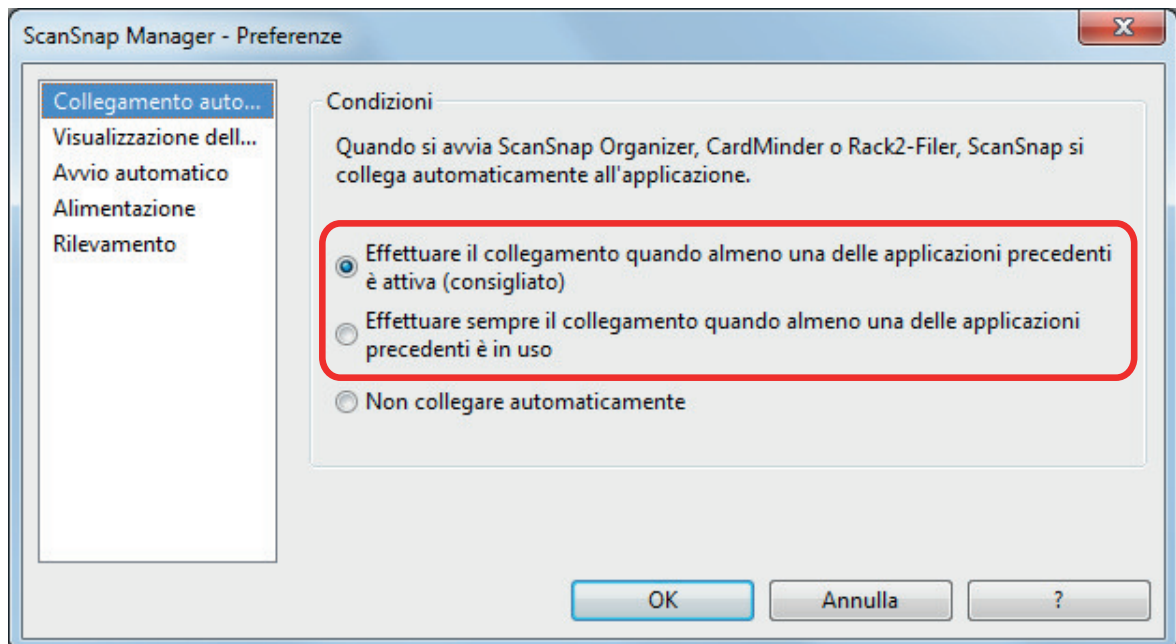 ScanSnap Manager - Preferenze
Collegamento auto...
Visualizzazione dell...
Avvio automatico
Alimentazione
Rilevamento
Condizioni
Quando si avvia ScanSnap Organizer, CardMinder o Rack2-Filer, ScanSnap si
collega automaticamente all'applicazione.
Effettuare il collegamento quando almeno una delle applicazioni precedenti
è attiva (consigliato)
Effettuare sempre il collegamento quando almeno una delle applicazioni
precedenti è in uso
Non collegare automaticamente
OK
Annulla
?